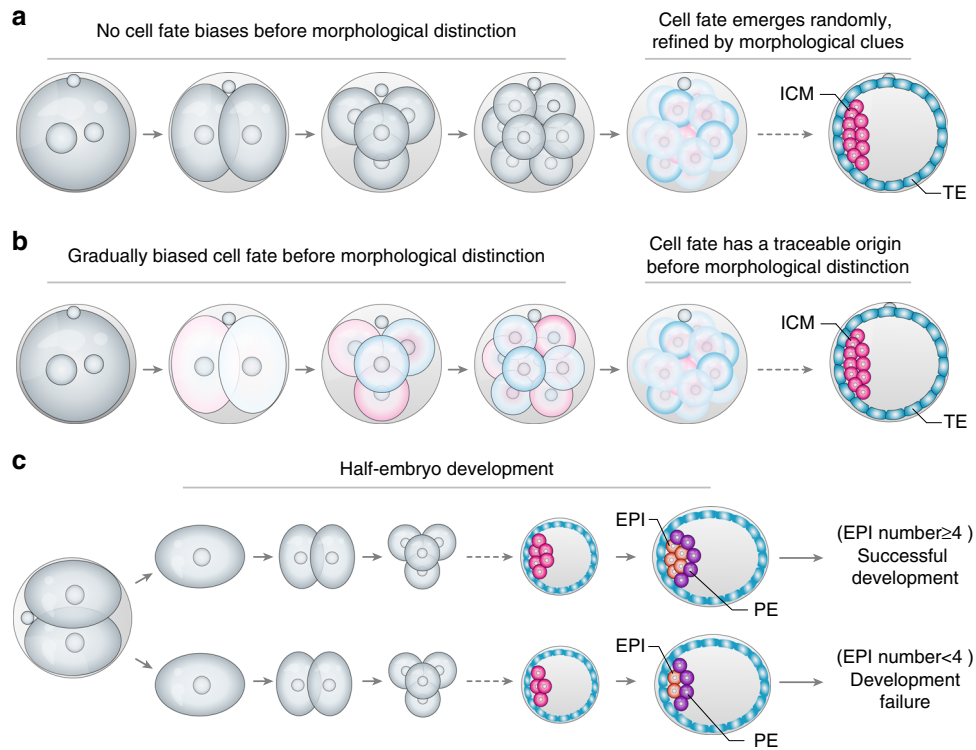 a
No cell fate biases before morphological distinction
Cell fate emerges randomly,
refined by morphological clues
ICM
TE
b
Gradually biased cell fate before morphological distinction
Cell fate has a traceable origin
before morphological distinction
ICM
TE
c
Half-embryo development
EPI
PE
(EPI number≥4 )
Successful
development
EPI
PE
(EPI number<4 )
Development
failure